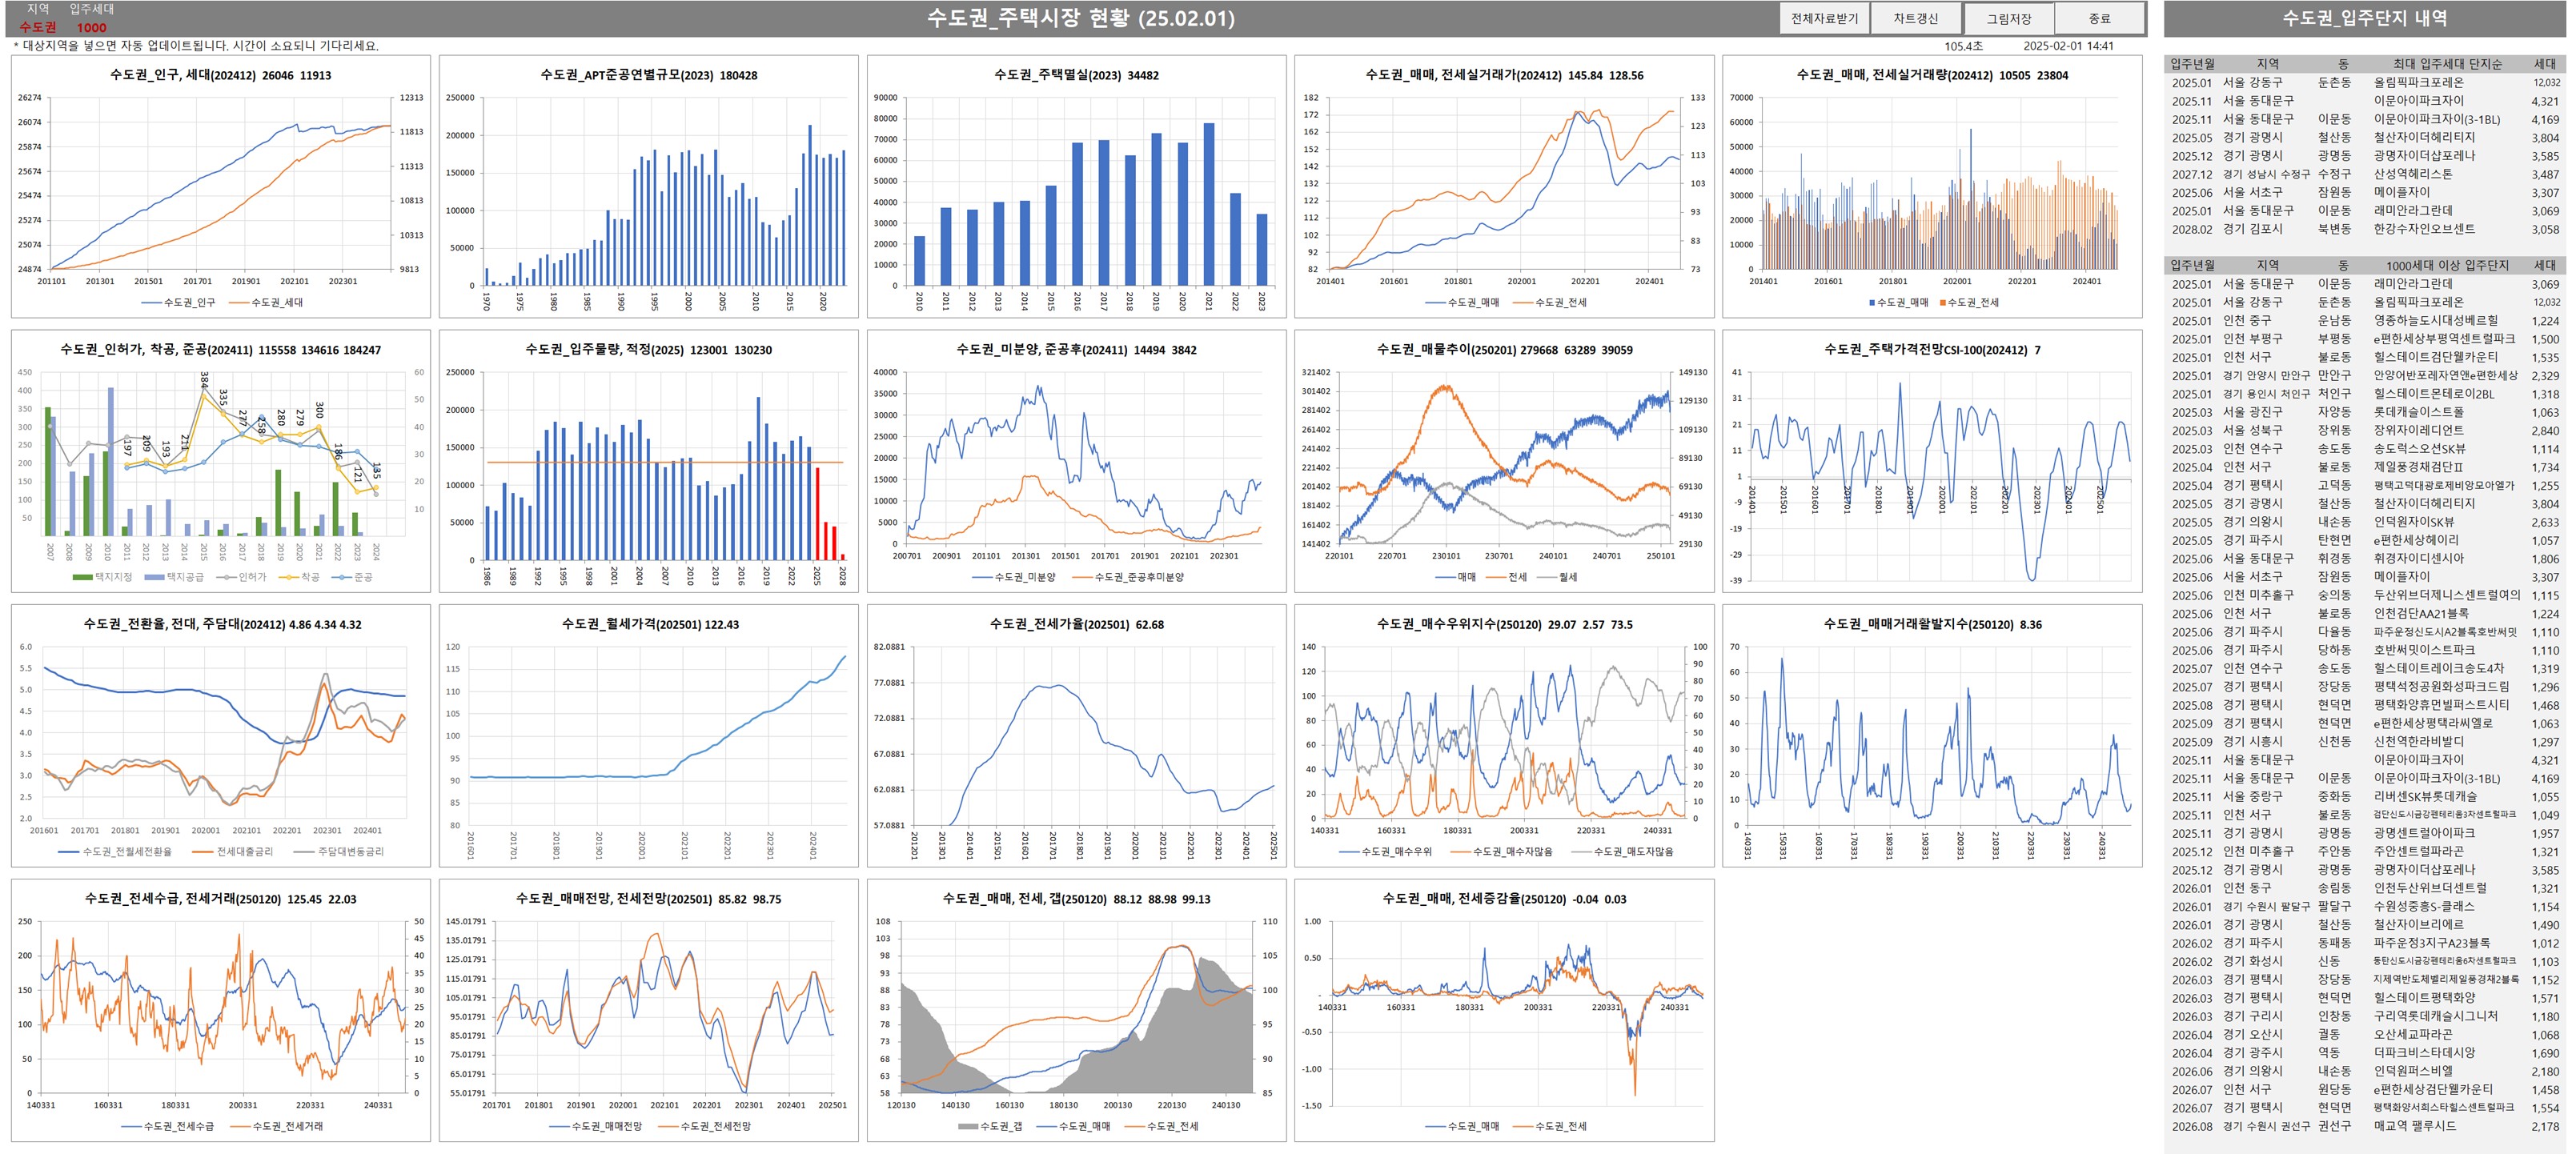 지역 입주세대
수도권 1000
수도권_주택시장 현황 (25.02.01)
전체자료받기 차트갱신 그림저장 종료
* 대상지역을 넣으면 자동 업데이트됩니다. 시간이 소요되니 기다리세요.
105.4초 2025-02-01 14:41
수도권_인구, 세대(202412) 26046 11913
수도권_인구 수도권_세대
수도권_APT준공연별규모(2023) 180428
수도권_주택멸실(2023) 34482
수도권_매매, 전세실거래가(202412) 145.84 128.56
수도권_매매 수도권_전세
수도권_매매, 전세실거래량(202412) 10505 23804
수도권_매매 수도권_전세
수도권_인허가, 착공, 준공(202411) 115558 134616 184247
택지지정 택지공급 인허가 착공 준공
수도권_입주물량, 적정(2025) 123001 130230
수도권_미분양, 준공후(202411) 14494 3842
수도권_미분양 수도권_준공후미분양
수도권_매물추이(250201) 279668 63289 39059
매매 전세 월세
수도권_주택가격전망CSI-100(202412) 7
수도권_전환율, 전대, 주담대(202412) 4.86 4.34 4.32
수도권_전월세전환율 전세대출금리 주담대변동금리
수도권_월세가격(202501) 122.43
수도권_전세가율(202501) 62.68
수도권_매수우위지수(250120) 29.07 2.57 73.5
수도권_매수우위 수도권_매수자많음 수도권_매도자많음
수도권_매매거래활발지수(250120) 8.36
수도권_전세수급, 전세거래(250120) 125.45 22.03
수도권_전세수급 수도권_전세거래
수도권_매매전망, 전세전망(202501) 85.82 98.75
수도권_매매전망 수도권_전세전망
수도권_매매, 전세, 갭(250120) 88.12 88.98 99.13
수도권_갭 수도권_매매 수도권_전세
수도권_매매, 전세증감율(250120) -0.04 0.03
수도권_매매 수도권_전세
수도권_입주단지 내역
입주년월 지역 동 최대 입주세대 단지순 세대
2025.01 서울 강동구 둔촌동 올림픽파크포레온 12,032
2025.11 서울 동대문구 이문아이파크자이 4,321
2025.11 서울 동대문구 이문동 이문아이파크자이(3-1BL) 4,169
2025.05 경기 광명시 철산동 철산자이더헤리티지 3,804
2025.12 경기 광명시 광명동 광명자이더샵포레나 3,585
2027.12 경기 성남시 수정구 수정구 산성역헤리스톤 3,487
2025.06 서울 서초구 잠원동 메이플자이 3,307
2025.01 서울 동대문구 이문동 래미안라그란데 3,069
2028.02 경기 김포시 북변동 한강수자인오브센트 3,058
입주년월 지역 동 1000세대 이상 입주단지 세대
2025.01 서울 동대문구 이문동 래미안라그란데 3,069
2025.01 서울 강동구 둔촌동 올림픽파크포레온 12,032
2025.01 인천 중구 운남동 영종하늘도시대성베르힐 1,224
2025.01 인천 부평구 부평동 e편한세상부평역센트럴파크 1,500
2025.01 인천 서구 불로동 힐스테이트검단웰카운티 1,535
2025.01 경기 안양시 만안구 만안구 안양어반포레자연앤e편한세상 2,329
2025.01 경기 용인시 처인구 처인구 힐스테이트몬테로이2BL 1,318
2025.03 서울 광진구 자양동 롯데캐슬이스트폴 1,063
2025.03 서울 성북구 장위동 장위자이레디언트 2,840
2025.03 인천 연수구 송도동 송도럭스오션SK뷰 1,114
2025.04 인천 서구 불로동 제일풍경채검단Ⅱ 1,734
2025.04 경기 평택시 고덕동 평택고덕대광로제비앙모아엘가 1,255
2025.05 경기 광명시 철산동 철산자이더헤리티지 3,804
2025.05 경기 의왕시 내손동 인덕원자이SK뷰 2,633
2025.05 경기 파주시 탄현면 e편한세상헤이리 1,057
2025.06 서울 동대문구 휘경동 휘경자이디센시아 1,806
2025.06 서울 서초구 잠원동 메이플자이 3,307
2025.06 인천 미추홀구 숭의동 두산위브더제니스센트럴여의 1,115
2025.06 인천 서구 불로동 인천검단AA21블록 1,224
2025.06 경기 파주시 다율동 파주운정신도시A2블록호반써밋 1,110
2025.06 경기 파주시 당하동 호반써밋이스트파크 1,110
2025.07 인천 연수구 송도동 힐스테이트레이크송도4차 1,319
2025.07 경기 평택시 장당동 평택석정공원화성파크드림 1,296
2025.08 경기 평택시 현덕면 평택화양휴먼빌퍼스트시티 1,468
2025.09 경기 평택시 현덕면 e편한세상평택라씨엘로 1,063
2025.09 경기 시흥시 신천동 신천역한라비발디 1,297
2025.11 서울 동대문구 이문아이파크자이 4,321
2025.11 서울 동대문구 이문동 이문아이파크자이(3-1BL) 4,169
2025.11 서울 중랑구 중화동 리버센SK뷰롯데캐슬 1,055
2025.11 인천 서구 불로동 검단신도시금강펜테리움3차센트럴파크 1,049
2025.11 경기 광명시 광명동 광명센트럴아이파크 1,957
2025.12 인천 미추홀구 주안동 주안센트럴파라곤 1,321
2025.12 경기 광명시 광명동 광명자이더샵포레나 3,585
2026.01 인천 동구 송림동 인천두산위브더센트럴 1,321
2026.01 경기 수원시 팔달구 팔달구 수원성중흥S-클래스 1,154
2026.01 경기 광명시 철산동 철산자이브리에르 1,490
2026.02 경기 파주시 동패동 파주운정3지구A23블록 1,012
2026.02 경기 화성시 신동 동탄신도시금강펜테리움6차센트럴파크 1,103
2026.03 경기 평택시 장당동 지제역반도체밸리제일풍경채2블록 1,152
2026.03 경기 평택시 현덕면 힐스테이트평택화양 1,571
2026.03 경기 구리시 인창동 구리역롯데캐슬시그니처 1,180
2026.04 경기 오산시 궐동 오산세교파라곤 1,068
2026.04 경기 광주시 역동 더파크비스타데시앙 1,690
2026.06 경기 의왕시 내손동 인덕원퍼스비엘 2,180
2026.07 인천 서구 원당동 e편한세상검단웰카운티 1,458
2026.07 경기 평택시 현덕면 평택화양서희스타힐스센트럴파크 1,554
2026.08 경기 수원시 권선구 권선구 매교역 팰루시드 2,178